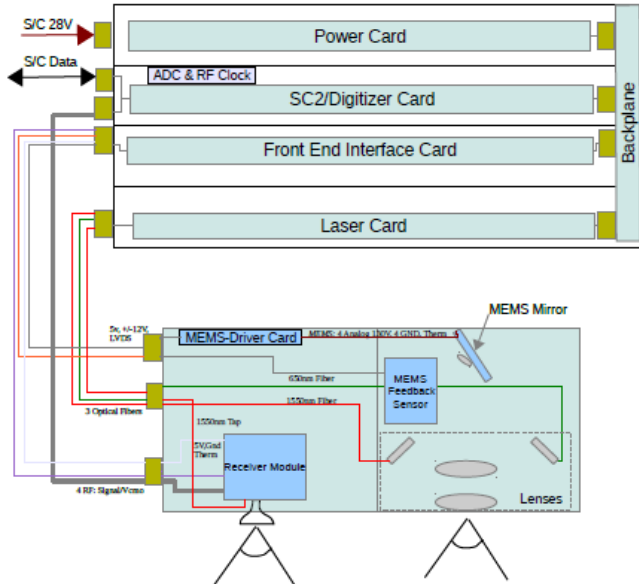 S/C 28V
Power Card
S/C Data
ADC & RF Clock
SC2/Digitizer Card
Front End Interface Card
Laser Card
Backplane
5v, +/-12V,
LVDS
MEMS-Driver Card
MEMS: 4 Analog 130V, 4 GND, Therm
MEMS Mirror
650nm Fiber
MEMS
Feedback
Sensor
1550nm Fiber
3 Optical Fibers
1550nm Tap
5V,Gnd
Therm
Receiver Module
4 RF: Signal/Vcmo
Lenses